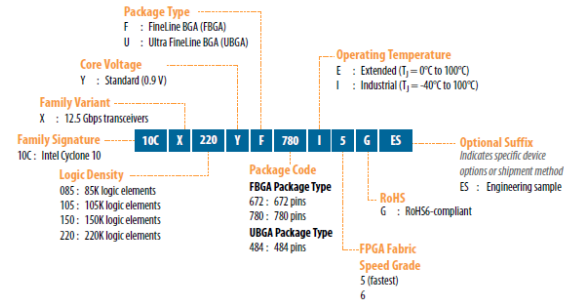 Package Type
F : FineLine BGA (FBGA)
U : Ultra FineLine BGA (UBGA)
Operating Temperature
E : Extended (TJ = 0°C to 100°C)
I : Industrial (TJ = -40°C to 100°C)
Core Voltage
Y : Standard (0.9 V)
Family Variant
X : 12.5 Gbps transceivers
Family Signature
10C : Intel Cyclone 10
10C X 220 Y F 780 I 5 G ES
Optional Suffix
Indicates specific device
options or shipment method
ES : Engineering sample
Logic Density
085 : 85K logic elements
105 : 105K logic elements
150 : 150K logic elements
220 : 220K logic elements
Package Code
FBGA Package Type
672 : 672 pins
780 : 780 pins
UBGA Package Type
484 : 484 pins
RoHS
G : RoHS6-compliant
FPGA Fabric
Speed Grade
5 (fastest)
6